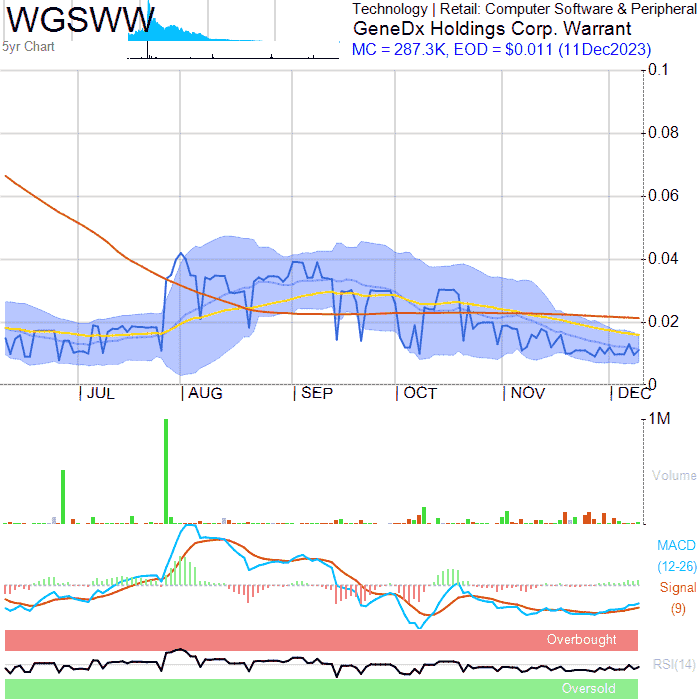 WGSWW
5yr Chart
Technology | Retail: Computer Software & Peripheral
GeneDx Holdings Corp. Warrant
MC = 287.3K, EOD = $0.011 (11Dec2023)
0.1
0.08
0.06
0.04
0.02
0
| JUL | AUG | SEP | OCT | NOV | DEC
1M
Volume
MACD
(12-26)
Signal
(9)
Overbought
RSI(14)
Oversold